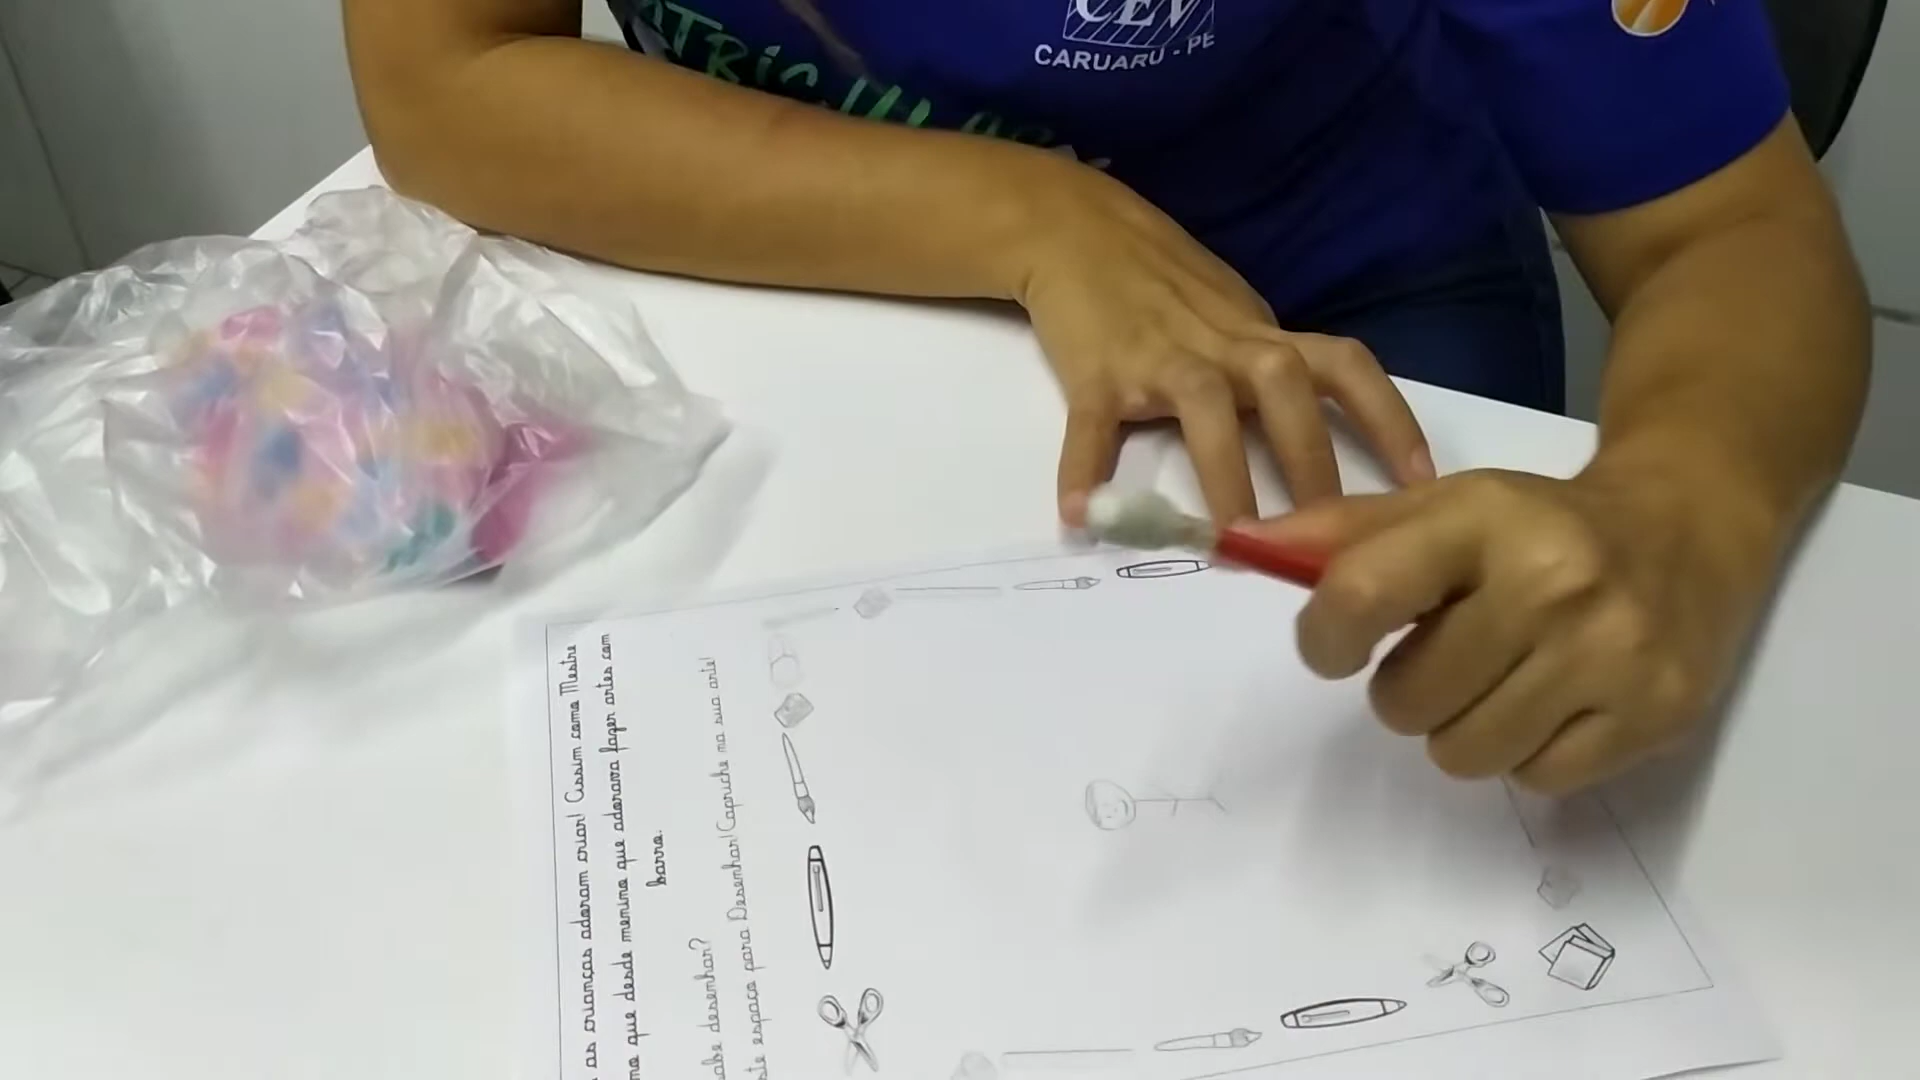 CEV
CARUARU - PE
as crianças adoram criar! Assim como Mestre
que desde menino que adorava fazer artes com
barro.
desenhar?
espaço para Desenhar! Capriche na sua arte!